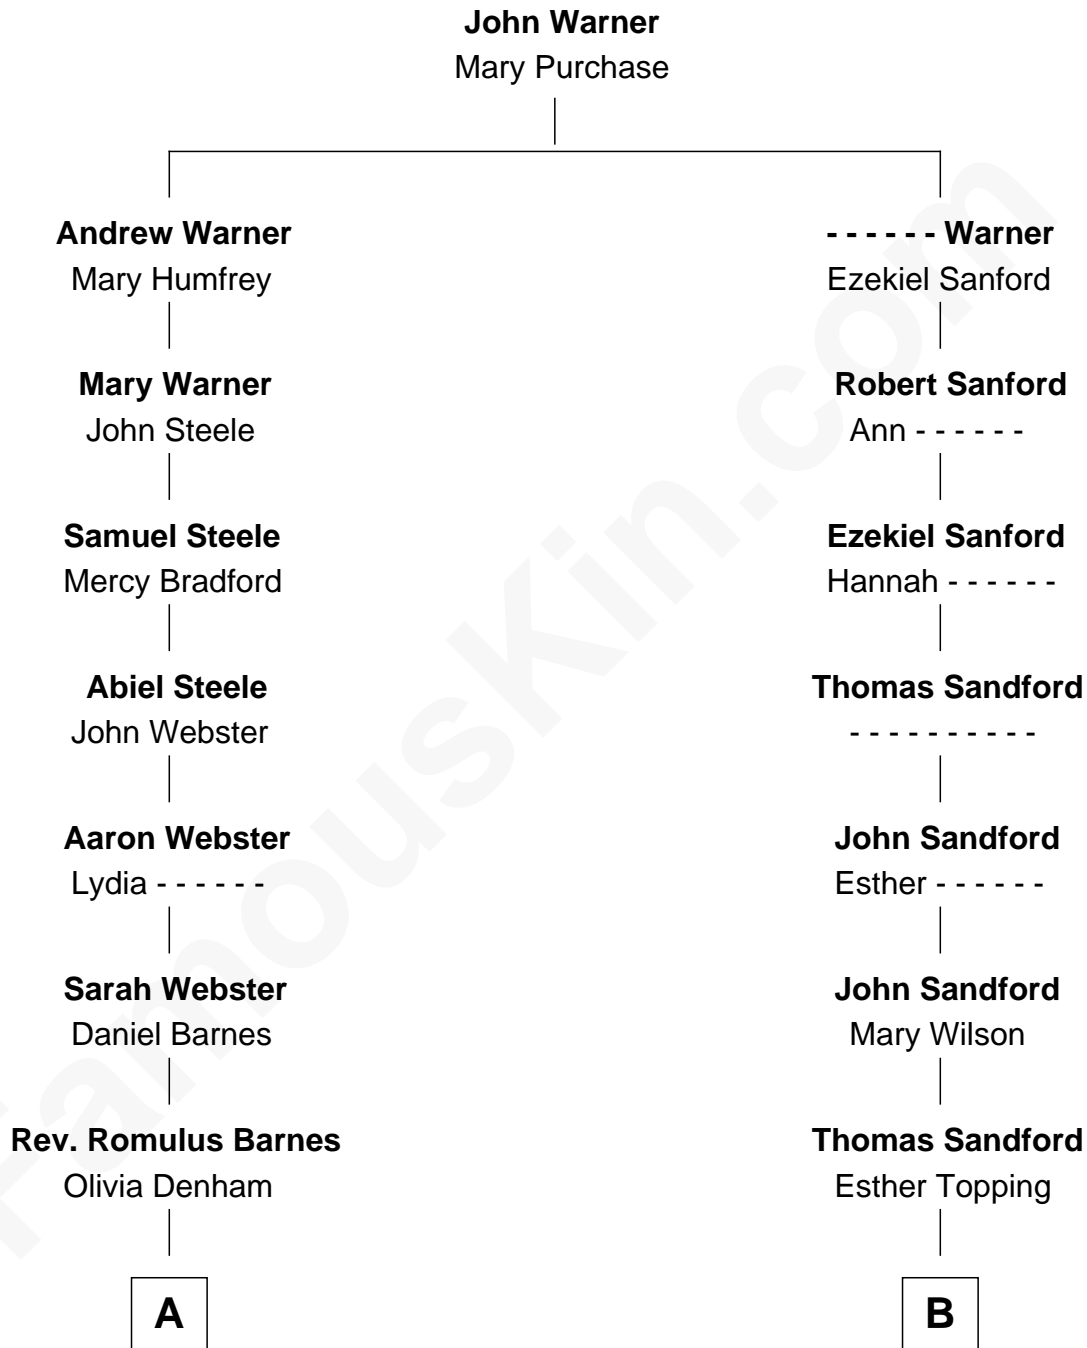 John Warner
Mary Purchase
Andrew Warner
- - - - - - Warner
Mary Humfrey
Ezekiel Sanford
Mary Warner
Robert Sanford
John Steele
Ann - - - - - -
Samuel Steele
Ezekiel Sanford
Mercy Bradford
Hannah - - - - - -
Abiel Steele
Thomas Sandford
John Webster
- - - - - - - - - -
Aaron Webster
John Sandford
Lydia - - - - - -
Esther - - - - - -
Sarah Webster
John Sandford
Daniel Barnes
Mary Wilson
Rev. Romulus Barnes
Thomas Sandford
Olivia Denham
Esther Topping
A
B
FamousKin.com